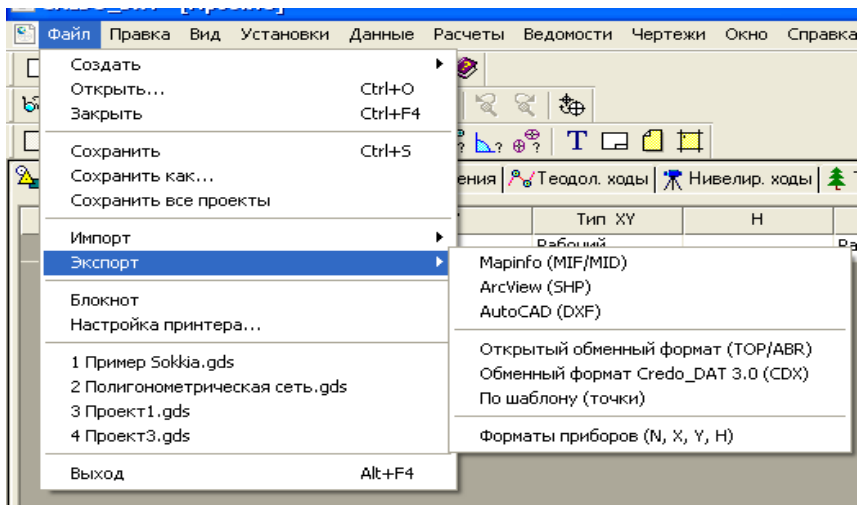 Файл Правка Вид Установки Данные Расчеты Ведомости Чертежи Окно Справка
Создать
Открыть... Ctrl+O
Закрыть Ctrl+F4
Сохранить Ctrl+S
Сохранить как...
Сохранить все проекты
Импорт
Экспорт
Блокнот
Настройка принтера...
1 Пример Sokkia.gds
2 Полигонометрическая сеть.gds
3 Проект1.gds
4 Проект3.gds
Выход Alt+F4
T
ения Теодол. ходы Нивелир. ходы
Тип XY H
Рабочий
Mapinfo (MIF/MID)
ArcView (SHP)
AutoCAD (DXF)
Открытый обменный формат (TOP/ABR)
Обменный формат Credo_DAT 3.0 (CDX)
По шаблону (точки)
Форматы приборов (N, X, Y, H)